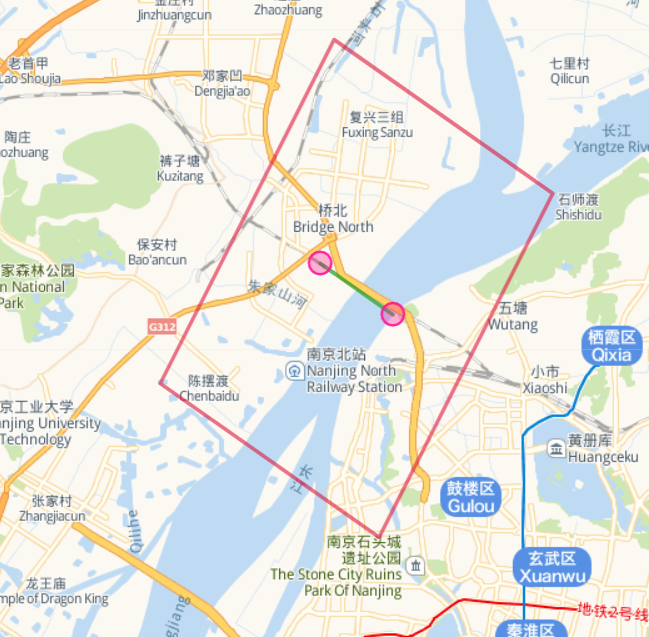 金庄村
Jinzhuangcun
Zhaozhuang
老首甲
Lao Shoujia
邓家凹
Dengjia'ao
七里村
Qilicun
复兴三组
Fuxing Sanzu
长江
Yangtze Rive
陶庄
aozhuang
裤子塘
Kuzitang
石师渡
Shishidu
桥北
Bridge North
保安村
Bao'ancun
家森林公园
n National
Park
朱家山河
G312
五塘
Wutang
栖霞区
Qixia
南京北站
Nanjing North
Railway Station
小市
Xiaoshi
陈摆渡
Chenbaidu
京工业大学
anjing University
Technology
黄册库
Huangceku
长江
鼓楼区
Gulou
张家村
Zhangjiacun
Qilihe
南京石头城
遗址公园
The Stone City Ruins
Park Of Nanjing
玄武区
Xuanwu
龙王庙
mple of Dragon King
地铁2号线
秦淮区